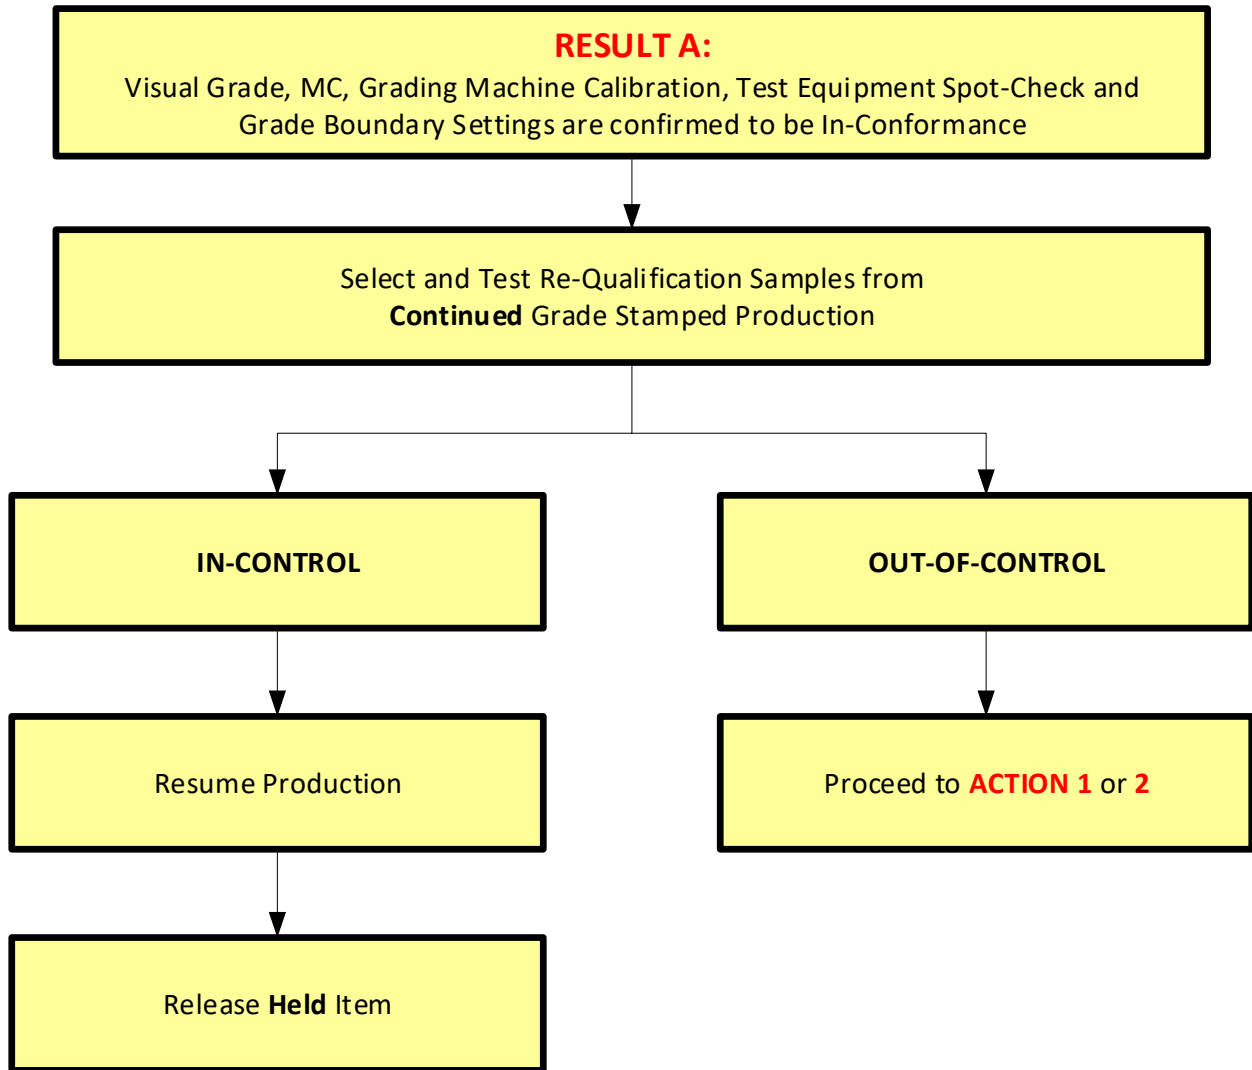 RESULT A:
Visual Grade, MC, Grading Machine Calibration, Test Equipment Spot-Check and
Grade Boundary Settings are confirmed to be In-Conformance
Select and Test Re-Qualification Samples from
Continued Grade Stamped Production
IN-CONTROL
OUT-OF-CONTROL
Resume Production
Proceed to ACTION 1 or 2
Release Held Item